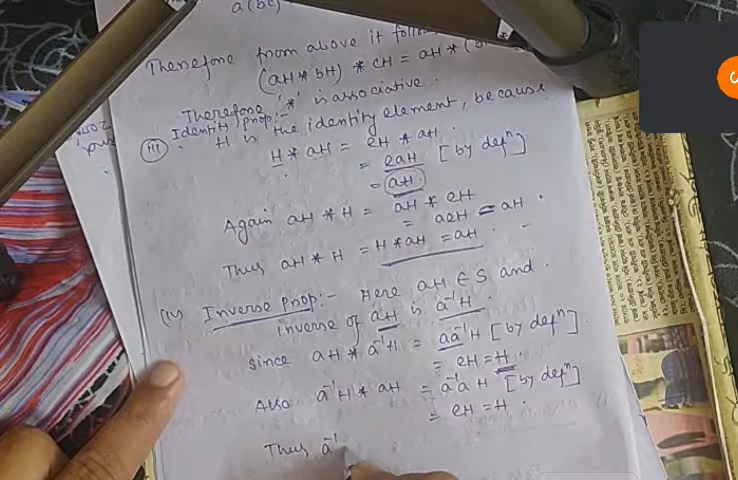 a(bc)
Therefore from above it follo
(aH * bH) * cH = aH * (b
Therefore '*' is associative.
(iii) Identity prop:-
H is the identity element, because
H * aH = eH * aH.
= eaH [by defⁿ]
= aH.
Again aH * H = aH * eH
= aeH = aH.
Thus aH * H = H * aH = aH.
(iv) Inverse prop:- Here aH ∈ S and
inverse of aH is a⁻¹H.
since aH * a⁻¹H = aa⁻¹H [by defⁿ].
= eH = H.
Also a⁻¹H * aH = a⁻¹aH [by defⁿ]
= eH = H.
Thus a⁻¹